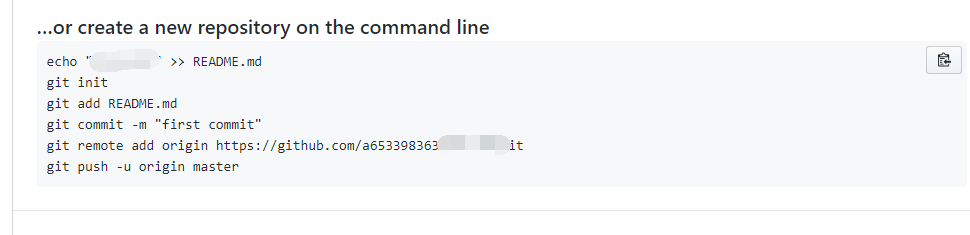 ...or create a new repository on the command line
echo " >> README.md
git init
git add README.md
git commit -m "first commit"
git remote add origin https://github.com/a653398363 it
git push -u origin master